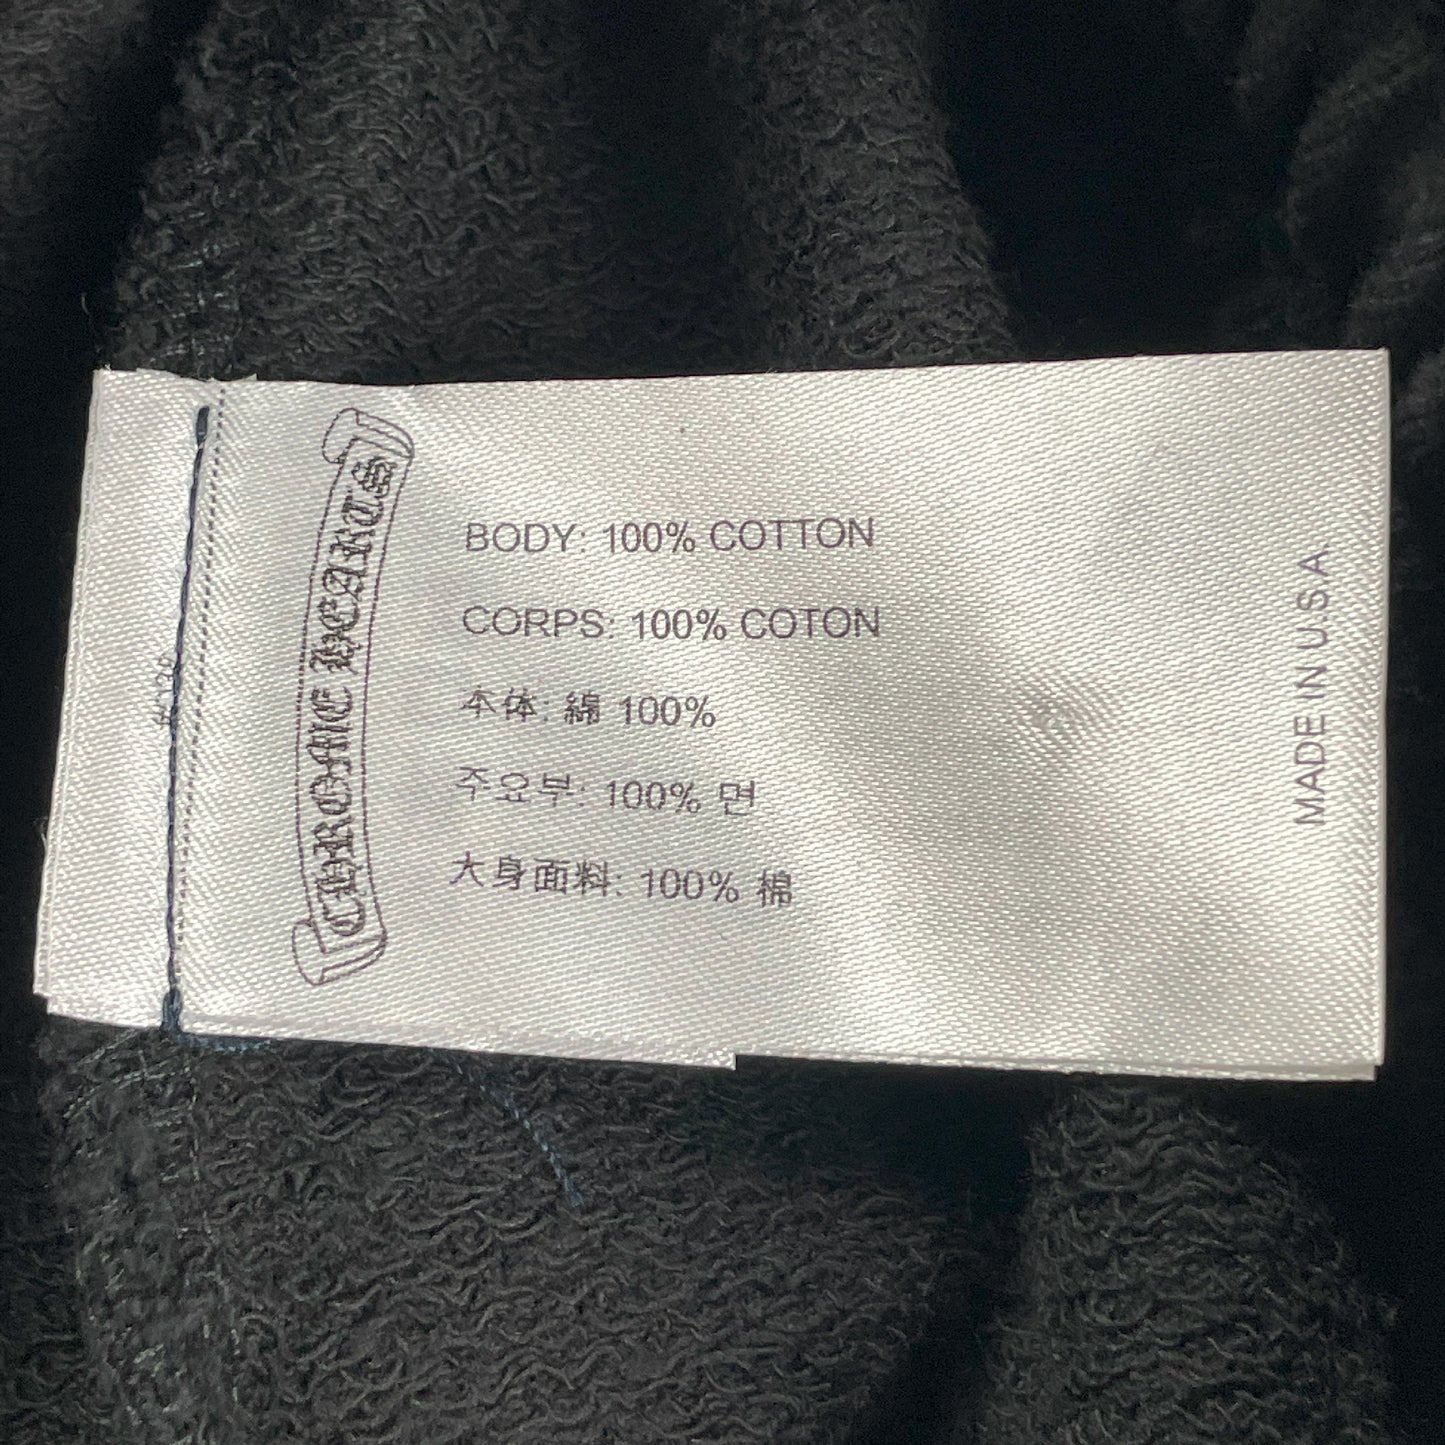 CHROME HEARTS
BODY: 100% COTTON
CORPS: 100% COTON
本体: 綿 100%
주요부: 100% 면
大身面料: 100% 棉
MADE IN U.S.A.